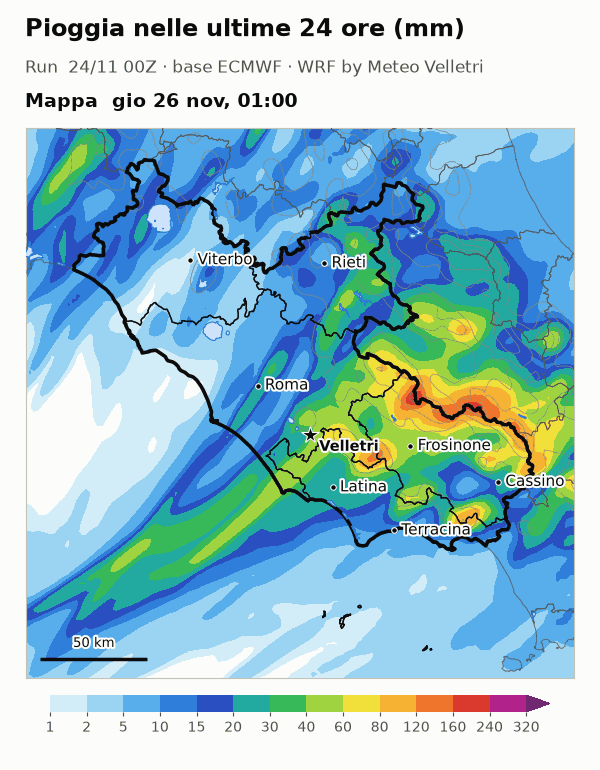 Pioggia nelle ultime 24 ore (mm)
Run  24/11 00Z · base ECMWF · WRF by Meteo Velletri
Mappa  gio 26 nov, 01:00
Viterbo
Rieti
Roma
Velletri
Frosinone
Cassino
Latina
Terracina
50 km
1 2 5 10 15 20 30 40 60 80 120 160 240 320